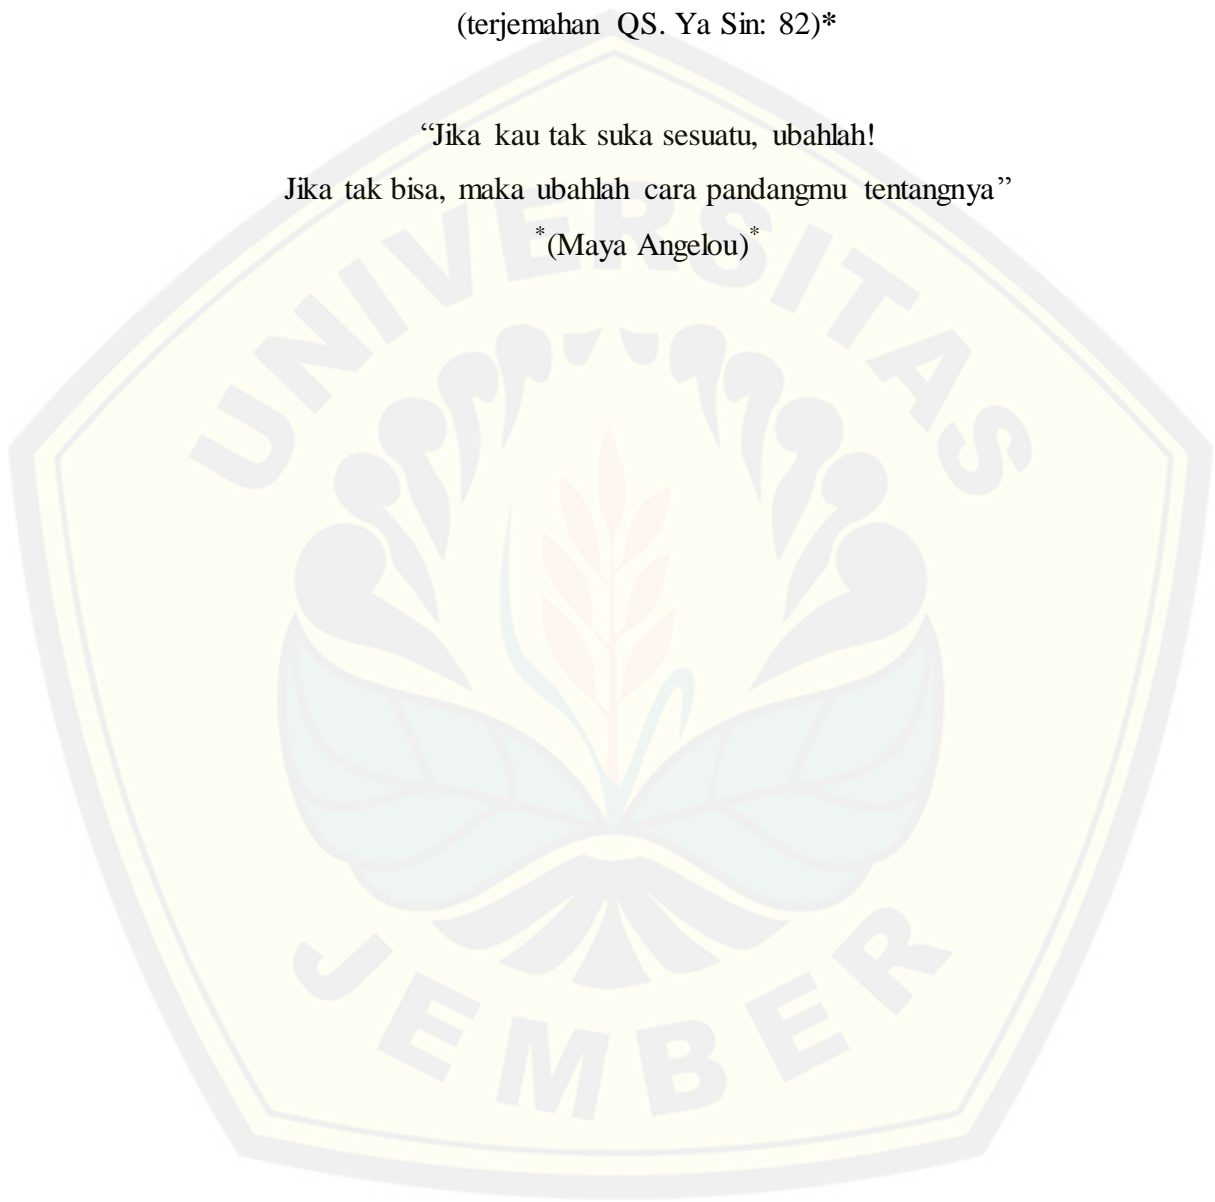 (terjemahan QS. Ya Sin: 82)*
“Jika kau tak suka sesuatu, ubahlah!
Jika tak bisa, maka ubahlah cara pandangmu tentangnya”
*(Maya Angelou)*
UNIVERSITAS
JEMBER